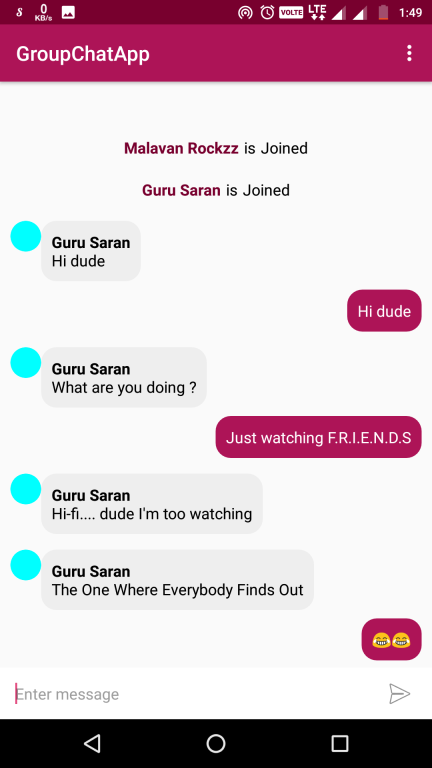 0 KB/s VOLTE LTE 1:49
GroupChatApp
Malavan Rockzz is Joined
Guru Saran is Joined
Guru Saran
Hi dude
Hi dude
Guru Saran
What are you doing ?
Just watching F.R.I.E.N.D.S
Guru Saran
Hi-fi.... dude I'm too watching
Guru Saran
The One Where Everybody Finds Out
😂😂
Enter message